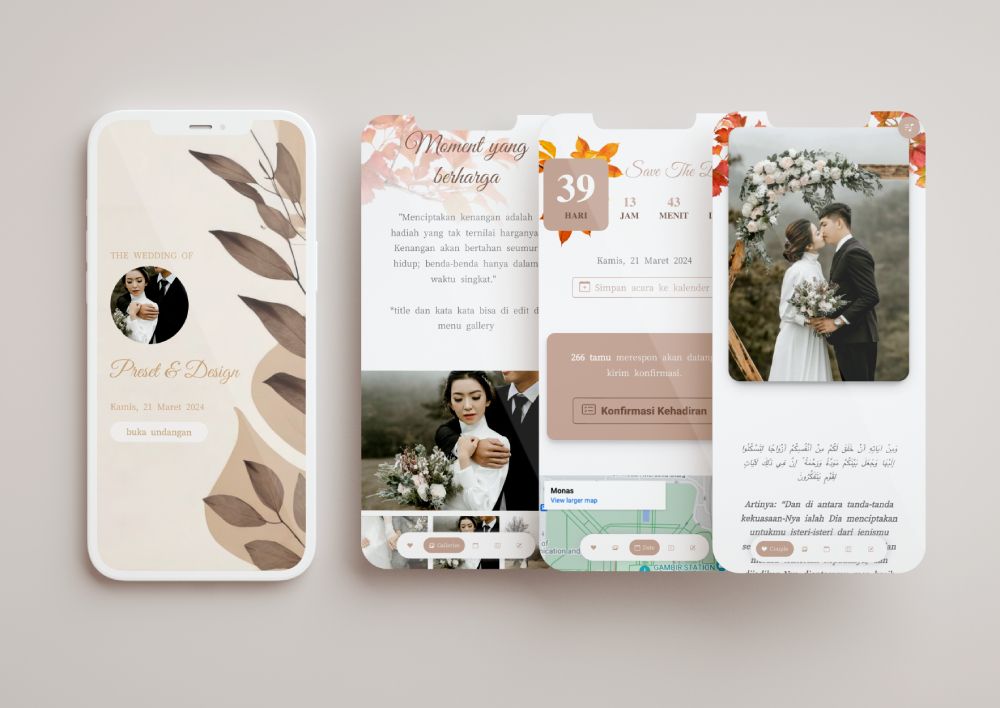 THE WEDDING OF
Preset & Design
Kamis, 21 Maret 2024
buka undangan
Moment yang
berharga
"Menciptakan kenangan adalah
hadiah yang tak ternilai harganya
Kenangan akan bertahan seumur
hidup; benda-benda hanya dalam
waktu singkat."
*title dan kata kata bisa di edit d
menu gallery
Galleries
Save The D
39
HARI
13
JAM
43
MENIT
Kamis, 21 Maret 2024
Simpan acara ke kalender
266 tamu merespon akan datang
kirim konfirmasi.
Konfirmasi Kehadiran
Monas
View larger map
of
nication and
GAMBIR STATION
Date
وَمِنْ اٰيٰتِهٖٓ اَنْ خَلَقَ لَكُمْ مِّنْ اَنْفُسِكُمْ اَزْوَاجًا لِّتَسْكُنُوْٓا
اِلَيْهَا وَجَعَلَ بَيْنَكُمْ مَّوَدَّةً وَّرَحْمَةً ۗاِنَّ فِيْ ذٰلِكَ لَاٰيٰتٍ
لِّقَوْمٍ يَّتَفَكَّرُوْنَ
Artinya: "Dan di antara tanda-tanda
kekuasaan-Nya ialah Dia menciptakan
untukmu isteri-isteri dari jenismu
Couple